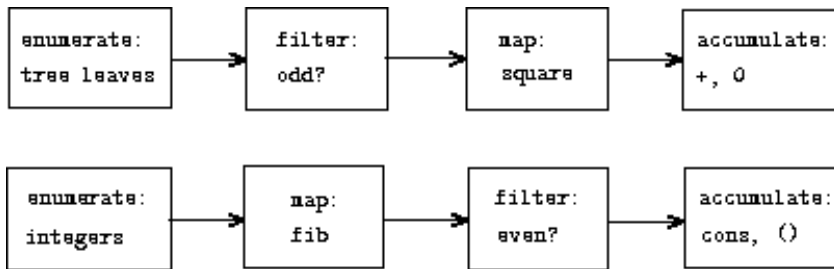 enumerate:
tree leaves
filter:
odd?
map:
square
accumulate:
+, 0
enumerate:
integers
map:
fib
filter:
even?
accumulate:
cons, ()